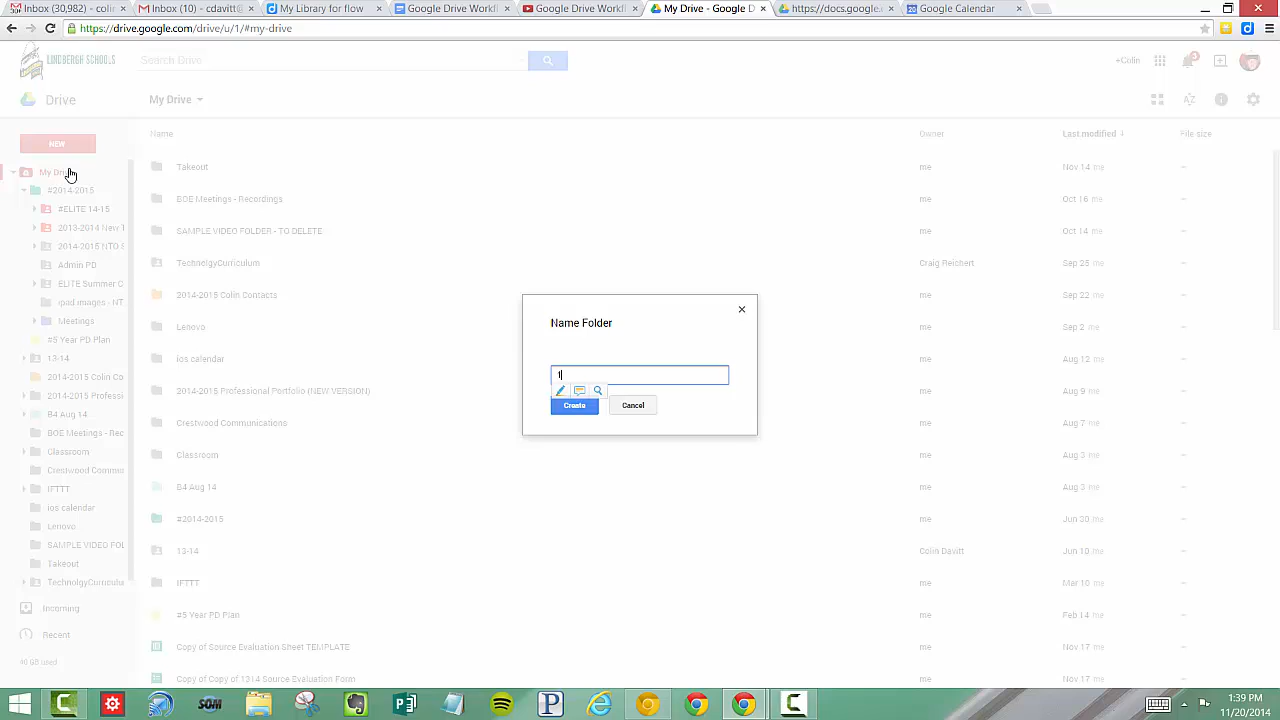 Inbox (30,982) - colin
Inbox (10) - cdavitt@
My Library for flow
Google Drive Workfl
Google Drive Workfl
My Drive - Google D
https://docs.google.
Google Calendar
https://drive.google.com/drive/u/1/#my-drive
LINDBERGH SCHOOLS
Search Drive
+Colin
Drive
My Drive
NEW
Name
Owner
Last modified
File size
My Drive
#2014-2015
#ELITE 14-15
2013-2014 New T
2014-2015 NTO
Admin PD
ELITE Summer C
ipad images - NT
Meetings
#5 Year PD Plan
13-14
2014-2015 Colin Co
2014-2015 Professi
B4 Aug 14
BOE Meetings - Rec
Classroom
Crestwood Commu
IFTTT
ios calendar
Lenovo
SAMPLE VIDEO FOL
Takeout
TechnolgyCurriculu
Incoming
Recent
40 GB used
Takeout me Nov 14 me –
BOE Meetings - Recordings me Oct 16 me –
SAMPLE VIDEO FOLDER - TO DELETE me Oct 14 me –
TechnolgyCurriculum Craig Reichert Sep 25 me –
2014-2015 Colin Contacts me Sep 22 me –
Lenovo me Sep 2 me –
ios calendar me Aug 12 me –
2014-2015 Professional Portfolio (NEW VERSION) me Aug 9 me –
Crestwood Communications me Aug 7 me –
Classroom me Aug 3 me –
B4 Aug 14 me Aug 3 me –
#2014-2015 me Jun 30 me –
13-14 Colin Davitt Jun 10 me –
IFTTT me Mar 10 me –
#5 Year PD Plan me Feb 14 me –
Copy of Source Evaluation Sheet TEMPLATE me Nov 17 me –
Copy of Copy of 1314 Source Evaluation Form me Nov 17 me –
Name Folder
1
Create
Cancel
SOM
1:39 PM
11/20/2014